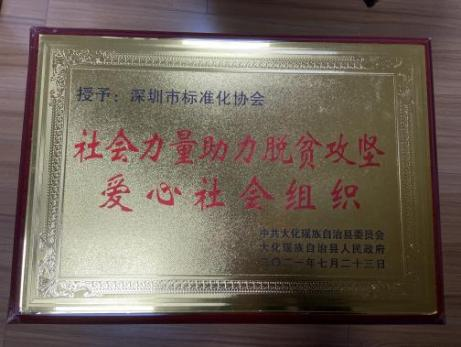 授予：深圳市标准化协会
社会力量助力脱贫攻坚
爱心社会组织
中共大化瑶族自治县委员会
大化瑶族自治县人民政府
二〇二一年七月二十三日